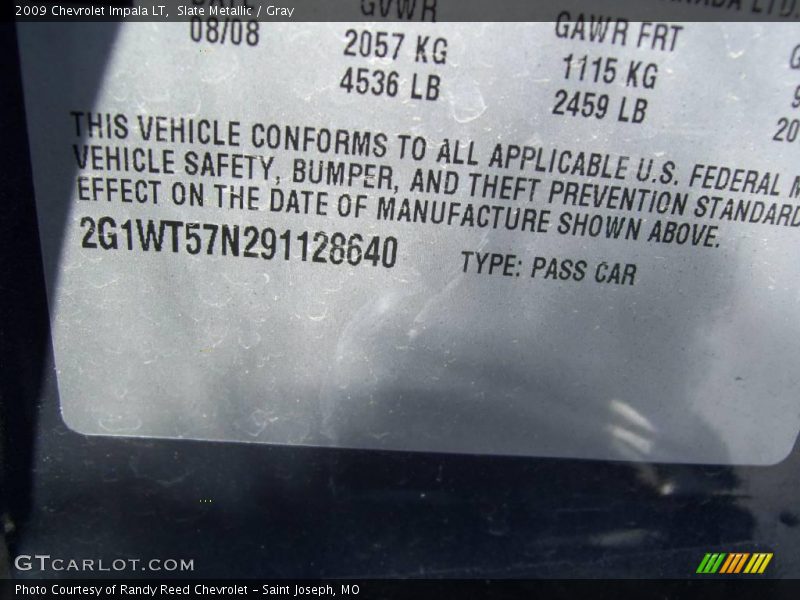 2009 Chevrolet Impala LT, Slate Metallic / Gray
GVWR GAWR FRT
08/08 2057 KG 1115 KG
4536 LB 2459 LB
THIS VEHICLE CONFORMS TO ALL APPLICABLE U.S. FEDERAL M
VEHICLE SAFETY, BUMPER, AND THEFT PREVENTION STANDARD
EFFECT ON THE DATE OF MANUFACTURE SHOWN ABOVE.
2G1WT57N291128640 TYPE: PASS CAR
GTCARLOT.COM
Photo Courtesy of Randy Reed Chevrolet - Saint Joseph, MO